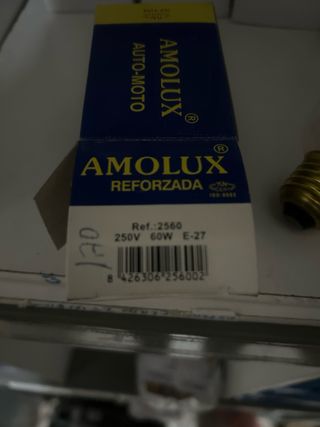 AMOLUX®
AUTO-MOTO
AMOLUX®
REFORZADA
Ref.:2560
250V 60W E-27
170
8 426306 256002